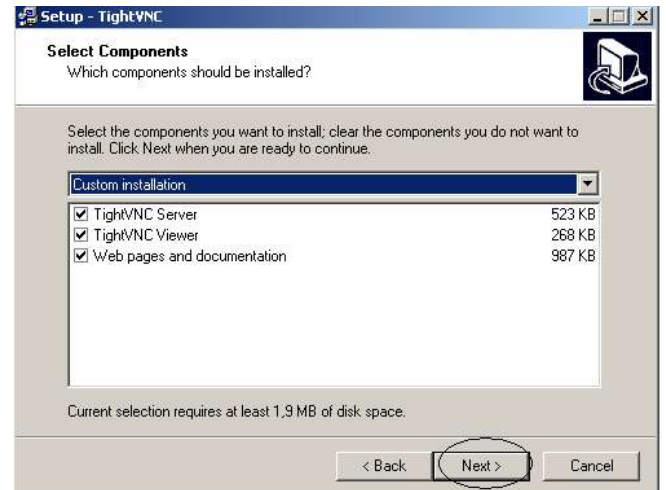 Setup - TightVNC
Select Components
Which components should be installed?
Select the components you want to install; clear the components you do not want to
install. Click Next when you are ready to continue.
Custom installation
TightVNC Server 523 KB
TightVNC Viewer 268 KB
Web pages and documentation 987 KB
Current selection requires at least 1,9 MB of disk space.
< Back Next > Cancel